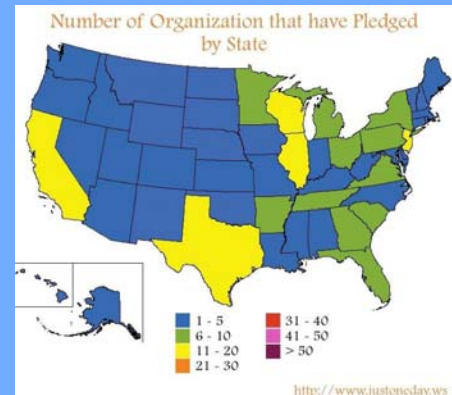 Number of Organization that have Pledged
by State
1 - 5
6 - 10
11 - 20
21 - 30
31 - 40
41 - 50
> 50
http://www.justoneday.ws